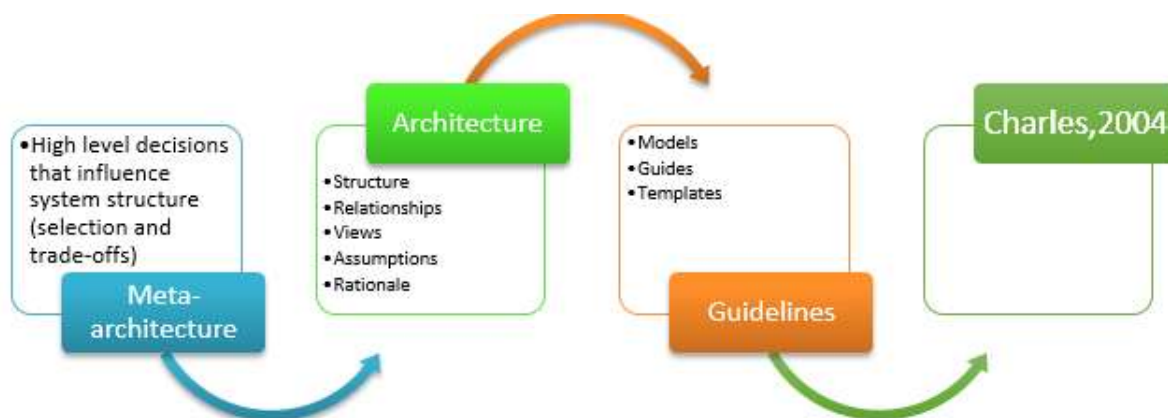 •High level decisions
that influence
system structure
(selection and
trade-offs)
Meta-
architecture
Architecture
•Structure
•Relationships
•Views
•Assumptions
•Rationale
•Models
•Guides
•Templates
Guidelines
Charles,2004